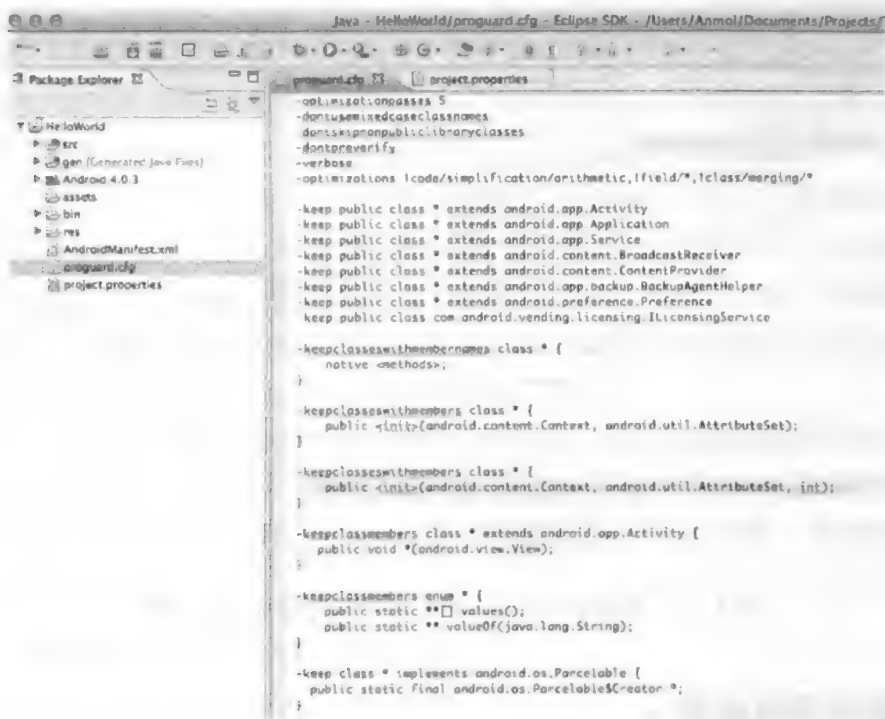 Java - HelloWorld/proguard.cfg - Eclipse SDK - /Users/Anmol/Documents/Projects/
Package Explorer
HelloWorld
src
gen (Generated Java Files)
Android 4.0.3
assets
bin
res
AndroidManifest.xml
proguard.cfg
project.properties
proguard.cfg
project.properties
-optimizationpasses 5
-dontusemixedcaseclassnames
dontskipnonpubliclibraryclasses
-dontpreverify
-verbose
-optimizations !code/simplification/arithmetic,!field/*,!class/merging/*
-keep public class * extends android.app.Activity
-keep public class * extends android.app.Application
-keep public class * extends android.app.Service
-keep public class * extends android.content.BroadcastReceiver
-keep public class * extends android.content.ContentProvider
-keep public class * extends android.app.backup.BackupAgentHelper
-keep public class * extends android.preference.Preference
keep public class com.android.vending.licensing.ILicensingService
-keepclasseswithmembernames class * {
native <methods>;
}
-keepclasseswithmembers class * {
public <init>(android.content.Context, android.util.AttributeSet);
}
-keepclasseswithmembers class * {
public <init>(android.content.Context, android.util.AttributeSet, int);
}
-keepclassmembers class * extends android.app.Activity {
public void *(android.view.View);
}
-keepclassmembers enum * {
public static **[] values();
public static ** valueOf(java.lang.String);
}
-keep class * implements android.os.Parcelable {
public static final android.os.Parcelable$Creator *;
}